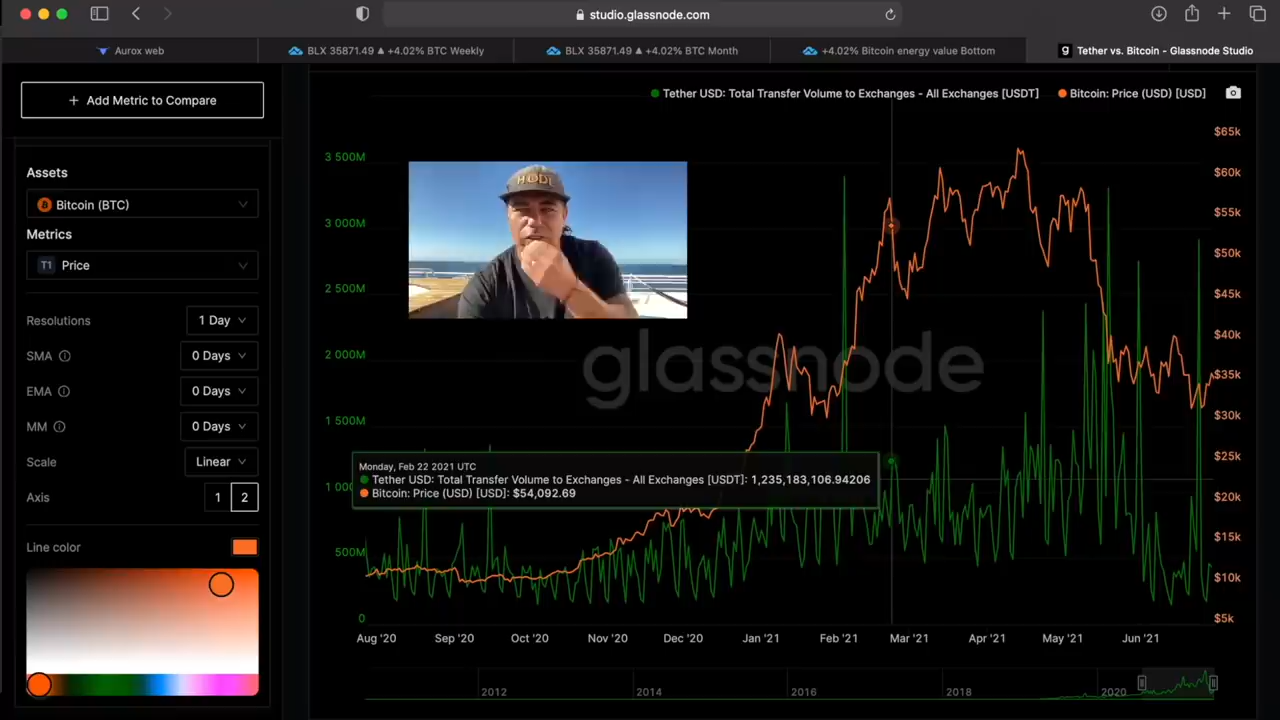 studio.glassnode.com
Aurox web
BLX 35871.49 ▲ +4.02% BTC Weekly
BLX 35871.49 ▲ +4.02% BTC Month
+4.02% Bitcoin energy value Bottom
g Tether vs. Bitcoin - Glassnode Studio
+ Add Metric to Compare
Tether USD: Total Transfer Volume to Exchanges - All Exchanges [USDT]
Bitcoin: Price (USD) [USD]
Assets
Bitcoin (BTC)
Metrics
T1 Price
Resolutions 1 Day
SMA 0 Days
EMA 0 Days
MM 0 Days
Scale Linear
Axis 1 2
Line color
3 500M
3 000M
2 500M
2 000M
1 500M
1 000
500M
0
HODL
glassnode
Monday, Feb 22 2021 UTC
Tether USD: Total Transfer Volume to Exchanges - All Exchanges [USDT]: 1,235,183,106.94206
Bitcoin: Price (USD) [USD]: $54,092.69
$65k
$60k
$55k
$50k
$45k
$40k
$35k
$30k
$25k
$20k
$15k
$10k
$5k
Aug '20 Sep '20 Oct '20 Nov '20 Dec '20 Jan '21 Feb '21 Mar '21 Apr '21 May '21 Jun '21
2012 2014 2016 2018 2020